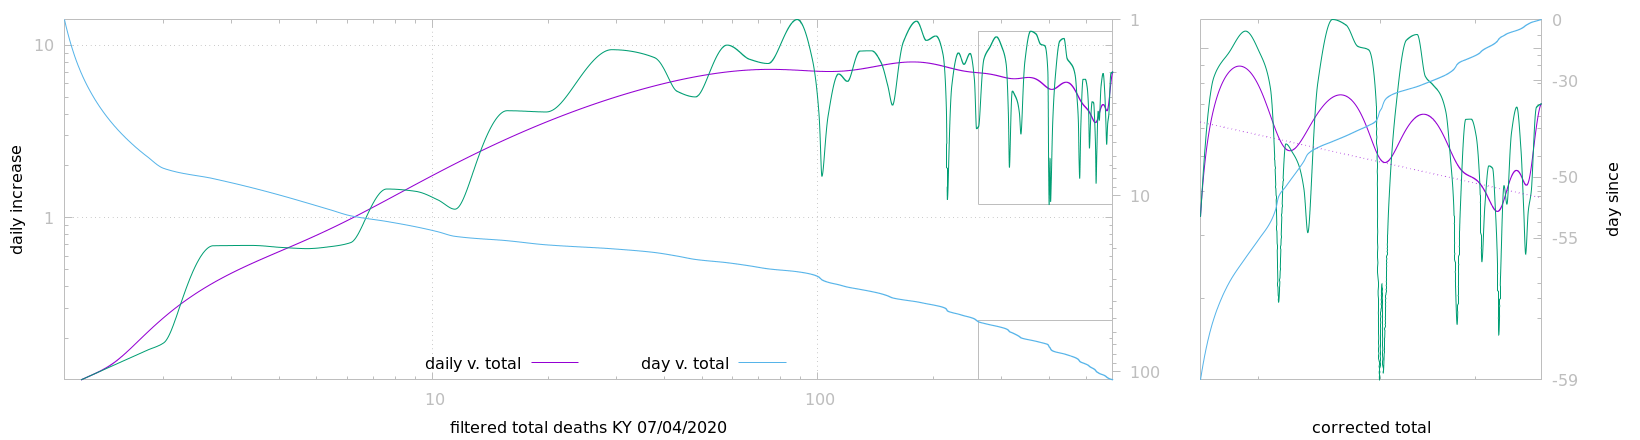 daily increase
10
1
1
10
100
daily v. total
day v. total
10
100
filtered total deaths KY 07/04/2020
0
-30
-50
-55
-59
day since
corrected total